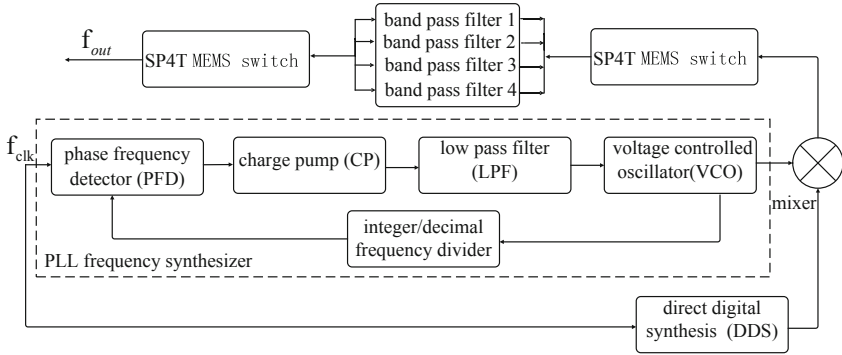 f_out
SP4T MEMS switch
band pass filter 1
band pass filter 2
band pass filter 3
band pass filter 4
SP4T MEMS switch
f_clk
phase frequency
detector (PFD)
charge pump (CP)
low pass filter
(LPF)
voltage controlled
oscillator(VCO)
mixer
integer/decimal
frequency divider
PLL frequency synthesizer
direct digital
synthesis (DDS)